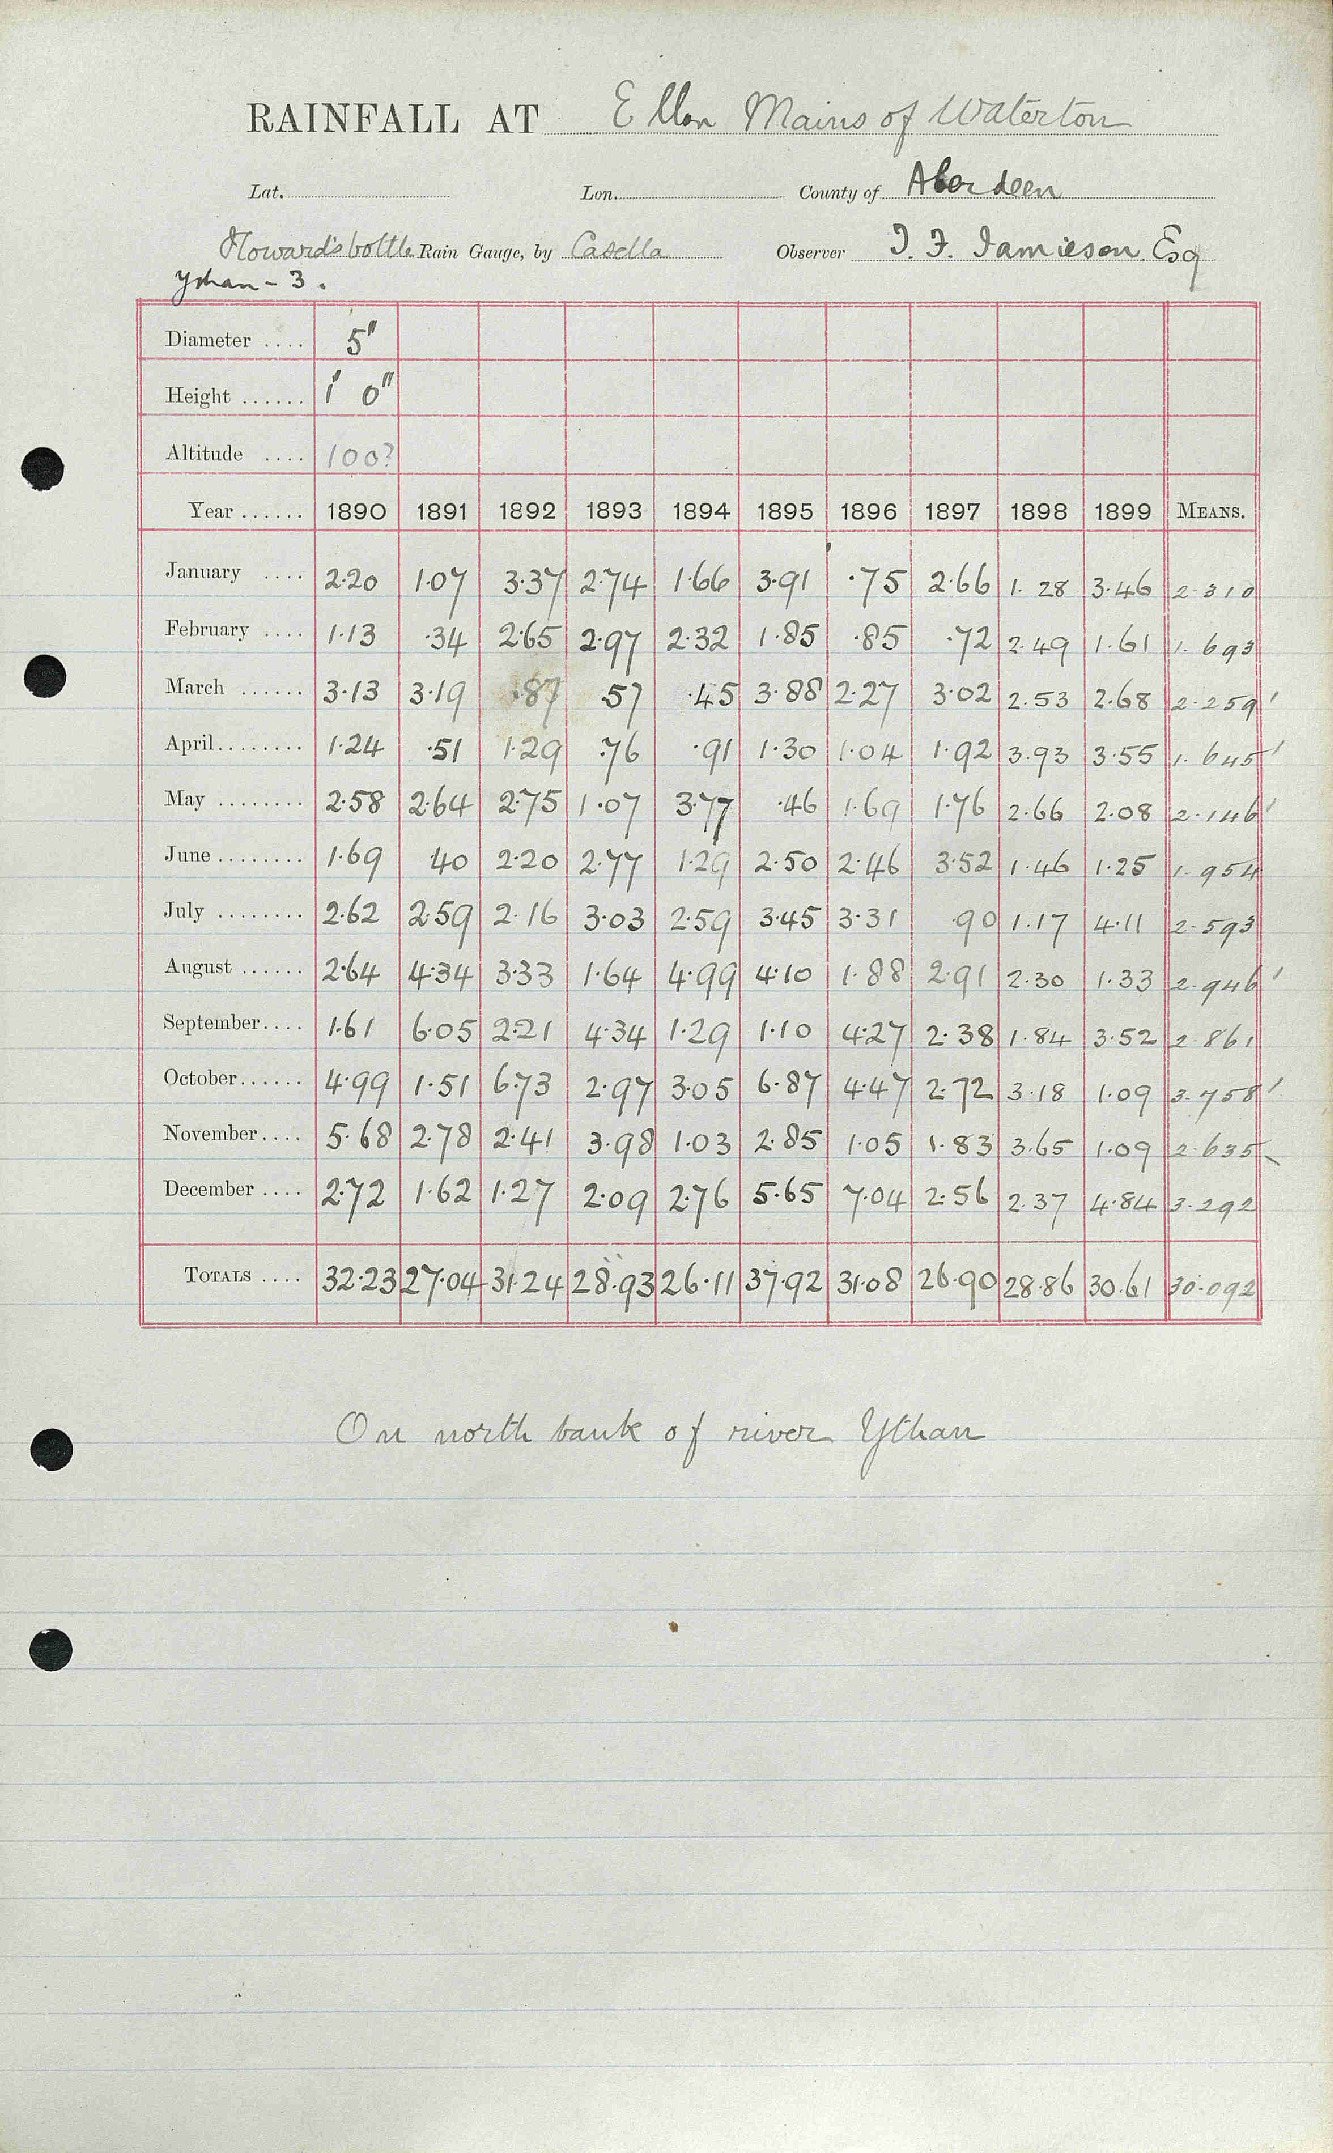 RAINFALL AT Ellon Mains of Waterton
Lat. Lon. County of Aberdeen
Howard's bottle Rain Gauge, by Casella Observer T. F. Jamieson Esq
Ythan - 3.
Diameter .... 5"
Height ...... 1' 0"
Altitude .... 100?
Year ...... 1890 1891 1892 1893 1894 1895 1896 1897 1898 1899 MEANS.
January .... 2.20 1.07 3.37 2.74 1.66 3.91 .75 2.66 1.28 3.46 2.310
February .... 1.13 .34 2.65 2.97 2.32 1.85 .85 .72 2.49 1.61 1.693
March ...... 3.13 3.19 .87 .57 .45 3.88 2.27 3.02 2.53 2.68 2.259
April ........ 1.24 .51 1.29 .76 .91 1.30 1.04 1.92 3.93 3.55 1.645
May ........ 2.58 2.64 2.75 1.07 3.77 .46 1.69 1.76 2.66 2.08 2.146
June ........ 1.69 40 2.20 2.77 1.29 2.50 2.46 3.52 1.46 1.25 1.954
July ........ 2.62 2.59 2.16 3.03 2.59 3.45 3.31 .90 1.17 4.11 2.593
August ...... 2.64 4.34 3.33 1.64 4.99 4.10 1.88 2.91 2.30 1.33 2.946
September .... 1.61 6.05 2.21 4.34 1.29 1.10 4.27 2.38 1.84 3.52 2.861
October ...... 4.99 1.51 6.73 2.97 3.05 6.87 4.47 2.72 3.18 1.09 3.758
November .... 5.68 2.78 2.41 3.98 1.03 2.85 1.05 1.83 3.65 1.09 2.635
December .... 2.72 1.62 1.27 2.09 2.76 5.65 7.04 2.56 2.37 4.84 3.292
TOTALS .... 32.23 27.04 31.24 28.93 26.11 37.92 31.08 26.90 28.86 30.61 30.092
On north bank of river Ythan